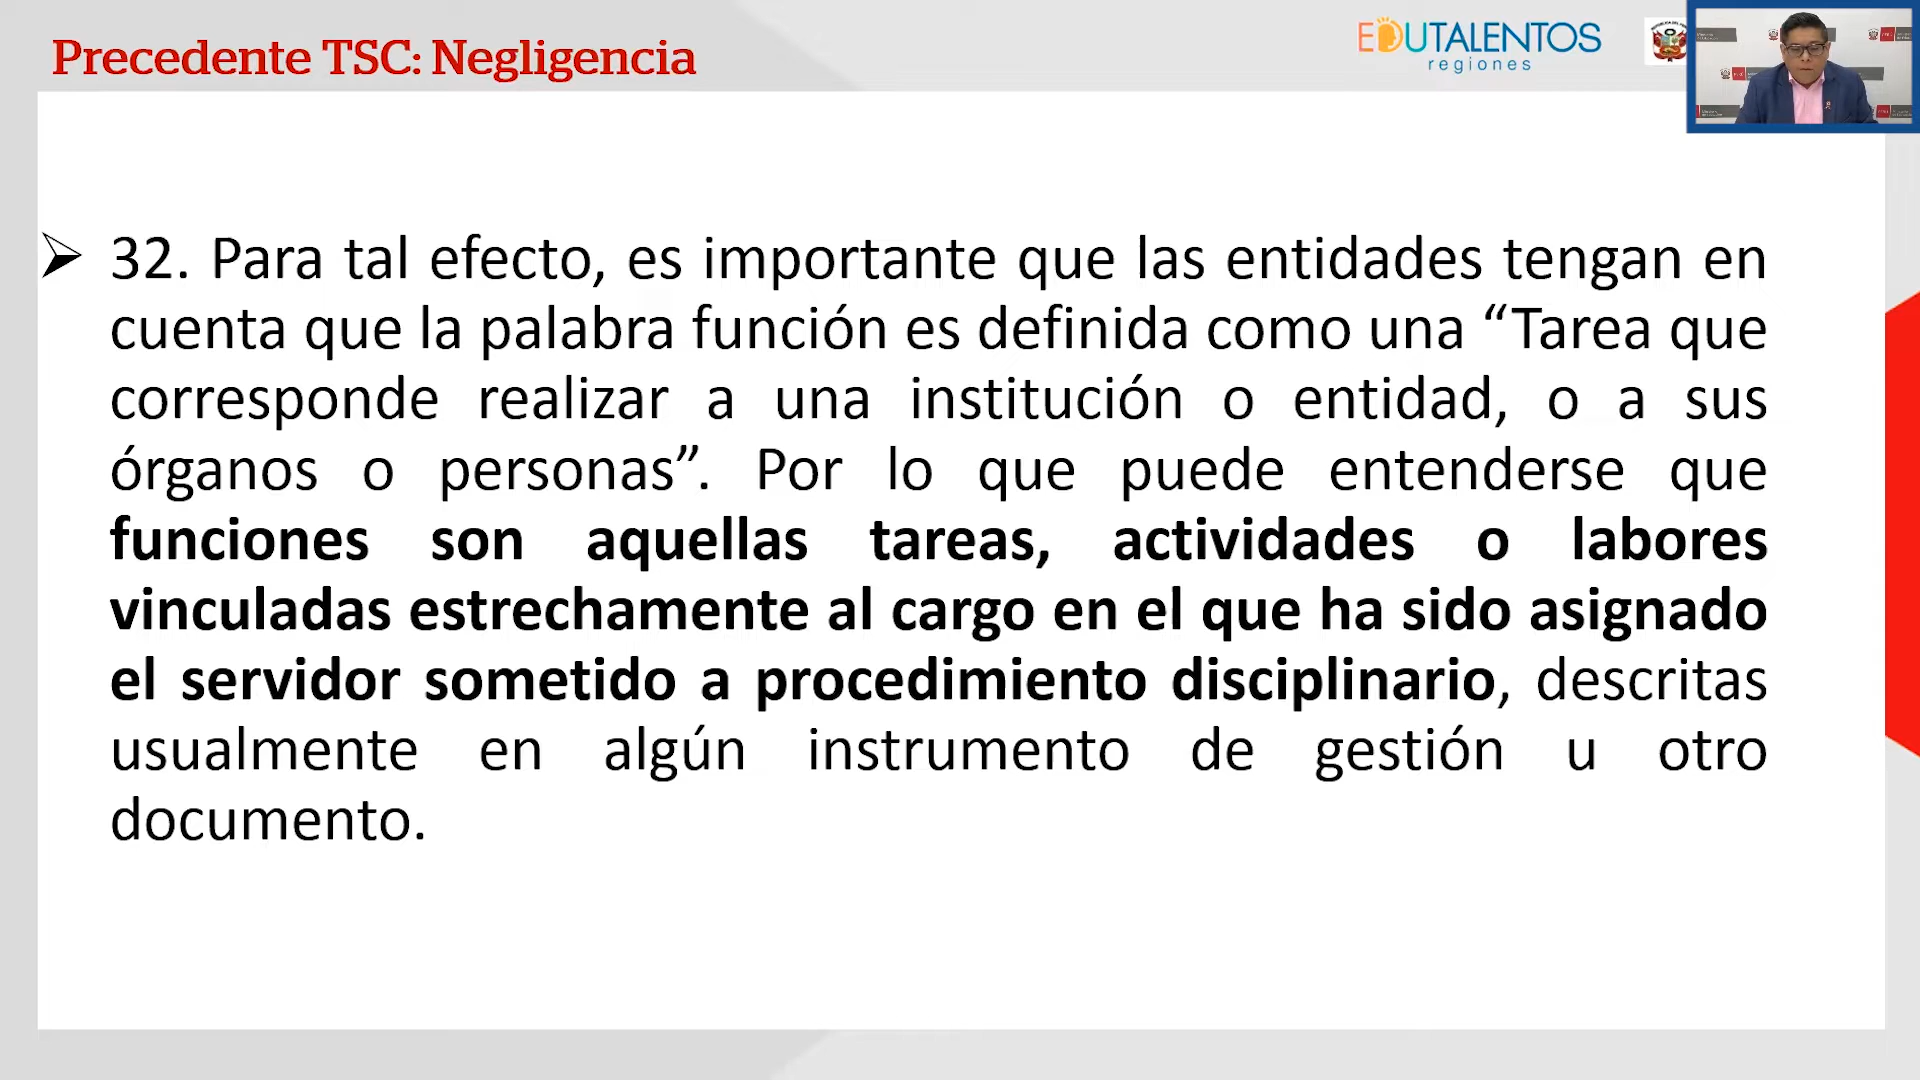 Precedente TSC: Negligencia
EDUTALENTOS
regiones
32. Para tal efecto, es importante que las entidades tengan en
cuenta que la palabra función es definida como una “Tarea que
corresponde realizar a una institución o entidad, o a sus
órganos o personas”. Por lo que puede entenderse que
funciones son aquellas tareas, actividades o labores
vinculadas estrechamente al cargo en el que ha sido asignado
el servidor sometido a procedimiento disciplinario, descritas
usualmente en algún instrumento de gestión u otro
documento.